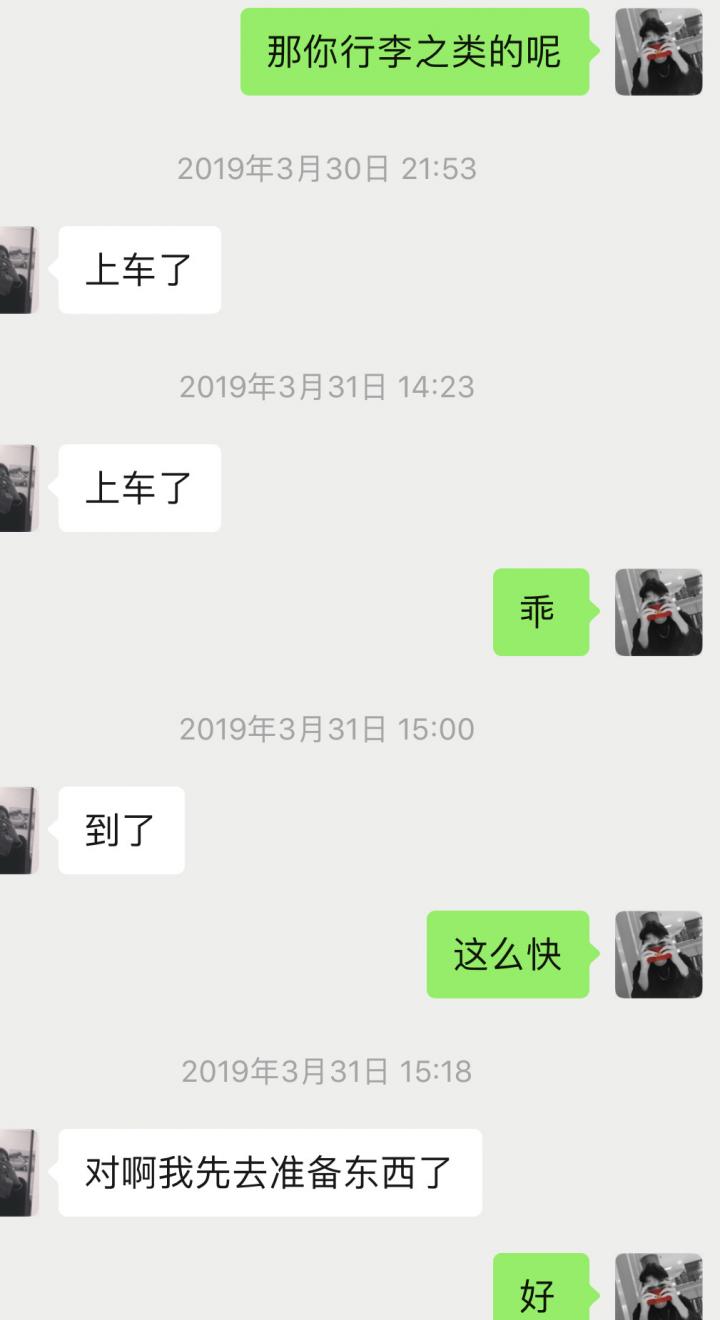 那你行李之类的呢
2019年3月30日 21:53
上车了
2019年3月31日 14:23
上车了
乖
2019年3月31日 15:00
到了
这么快
2019年3月31日 15:18
对啊我先去准备东西了
好